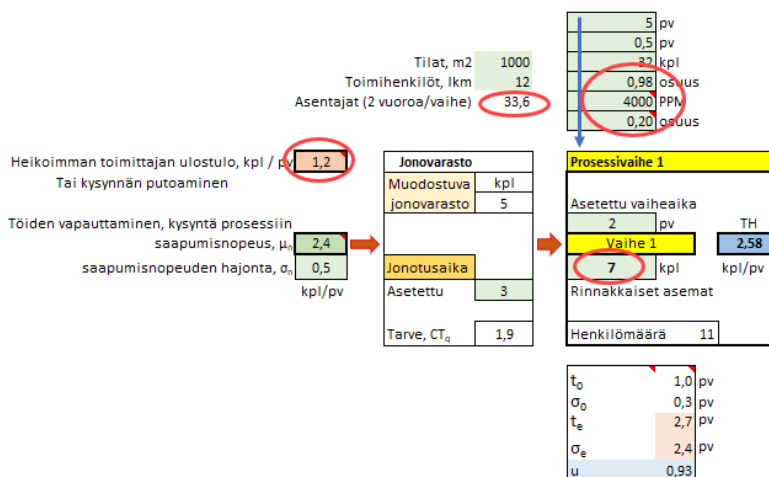 5 pv
0,5 pv
Tilat, m2 1000 32 kpl
Toimihenkilöt, lkm 12 0,98 osuus
Asentajat (2 vuoroa/vaihe) 33,6 4000 PPM
0,20 osuus
Heikoimman toimittajan ulostulo, kpl / pv 1,2 Jonovarasto Prosessivaihe 1
Tai kysynnän putoaminen Muodostuva kpl
jonovarasto 5 Asetettu vaiheaika
Töiden vapauttaminen, kysyntä prosessiin 2 pv TH
saapumisnopeus, μn 2,4 Vaihe 1 2,58
saapumisnopeuden hajonta, σn 0,5 Jonotusaika 7 kpl kpl/pv
kpl/pv Asetettu 3 Rinnakkaiset asemat
Tarve, CTq 1,9 Henkilömäärä 11
t0 1,0 pv
σ0 0,3 pv
te 2,7 pv
σe 2,4 pv
u 0,93